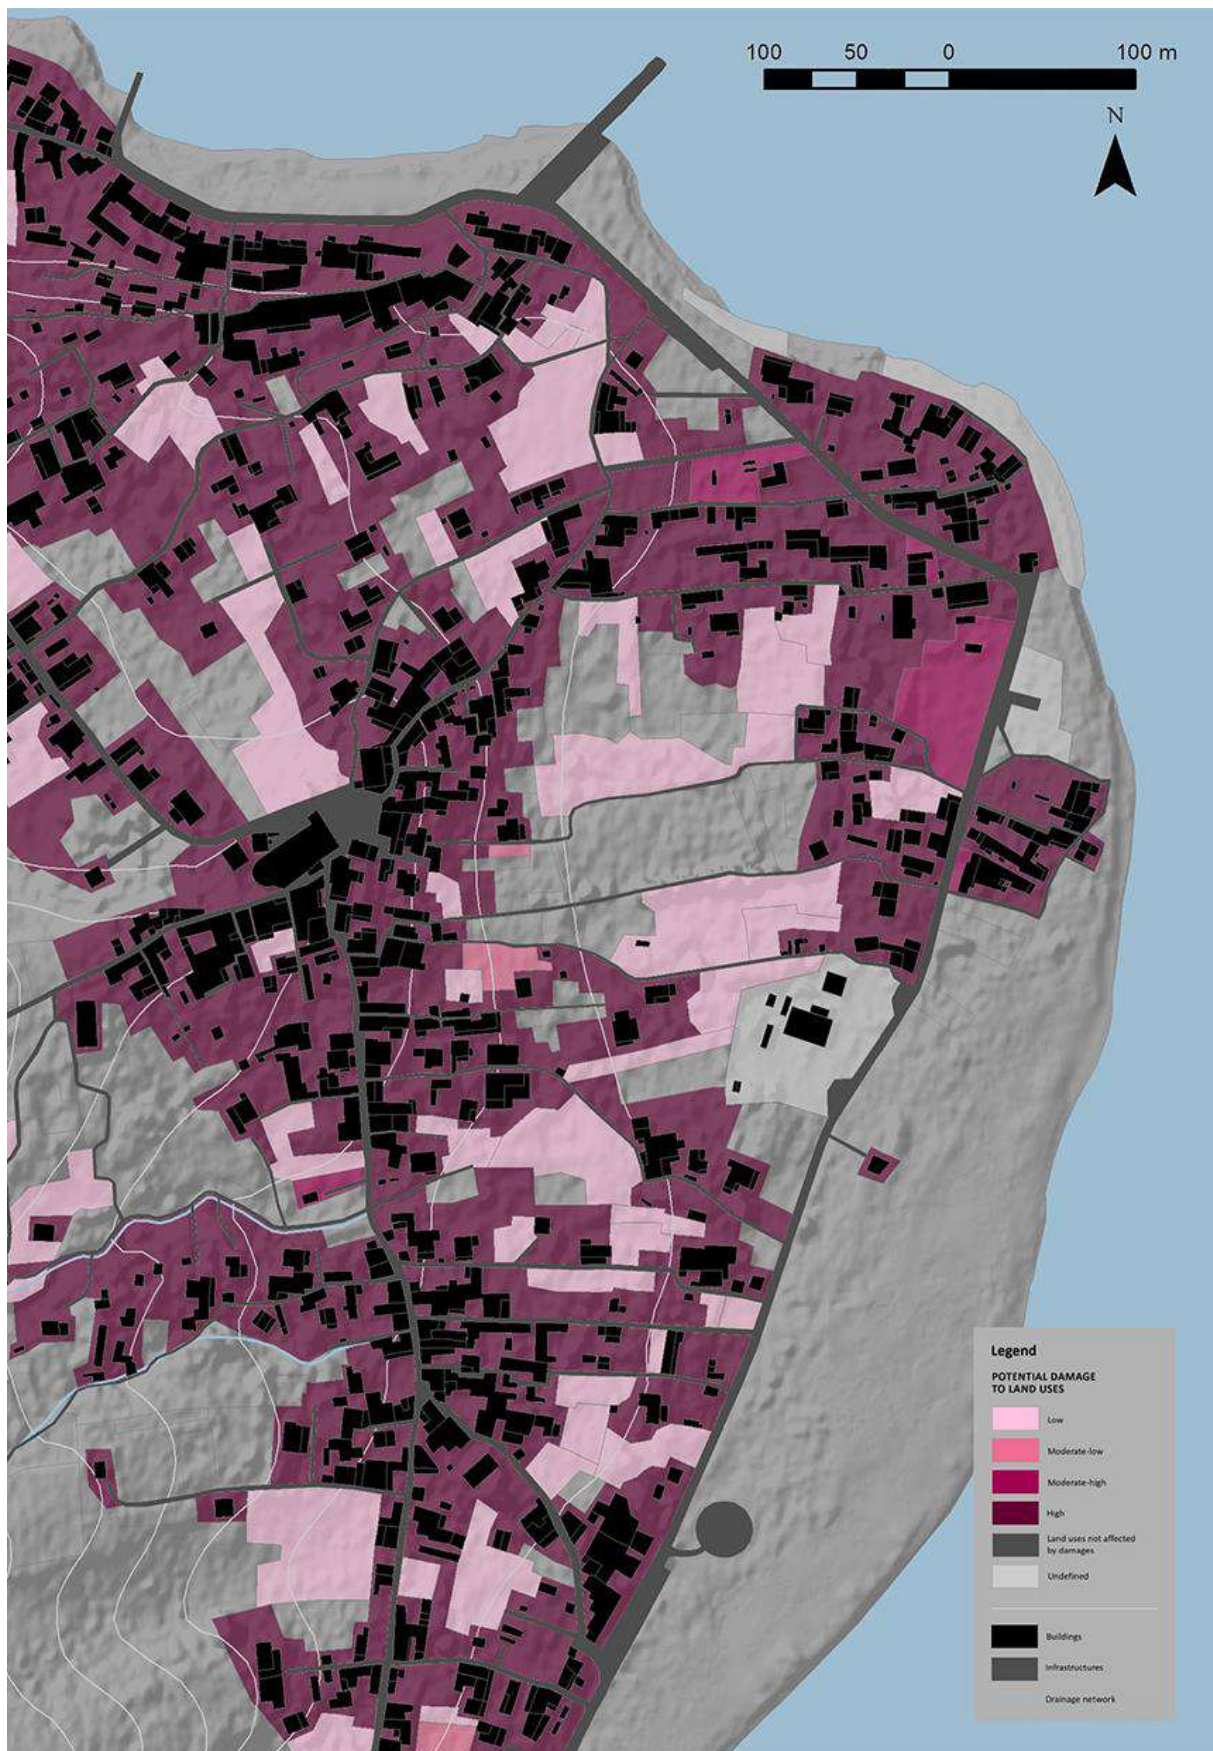 100 50 0 100 m
N
Legend
POTENTIAL DAMAGE
TO LAND USES
Low
Moderate-low
Moderate-high
High
Land uses not affected
by damages
Undefined
Buildings
Infrastructures
Drainage network